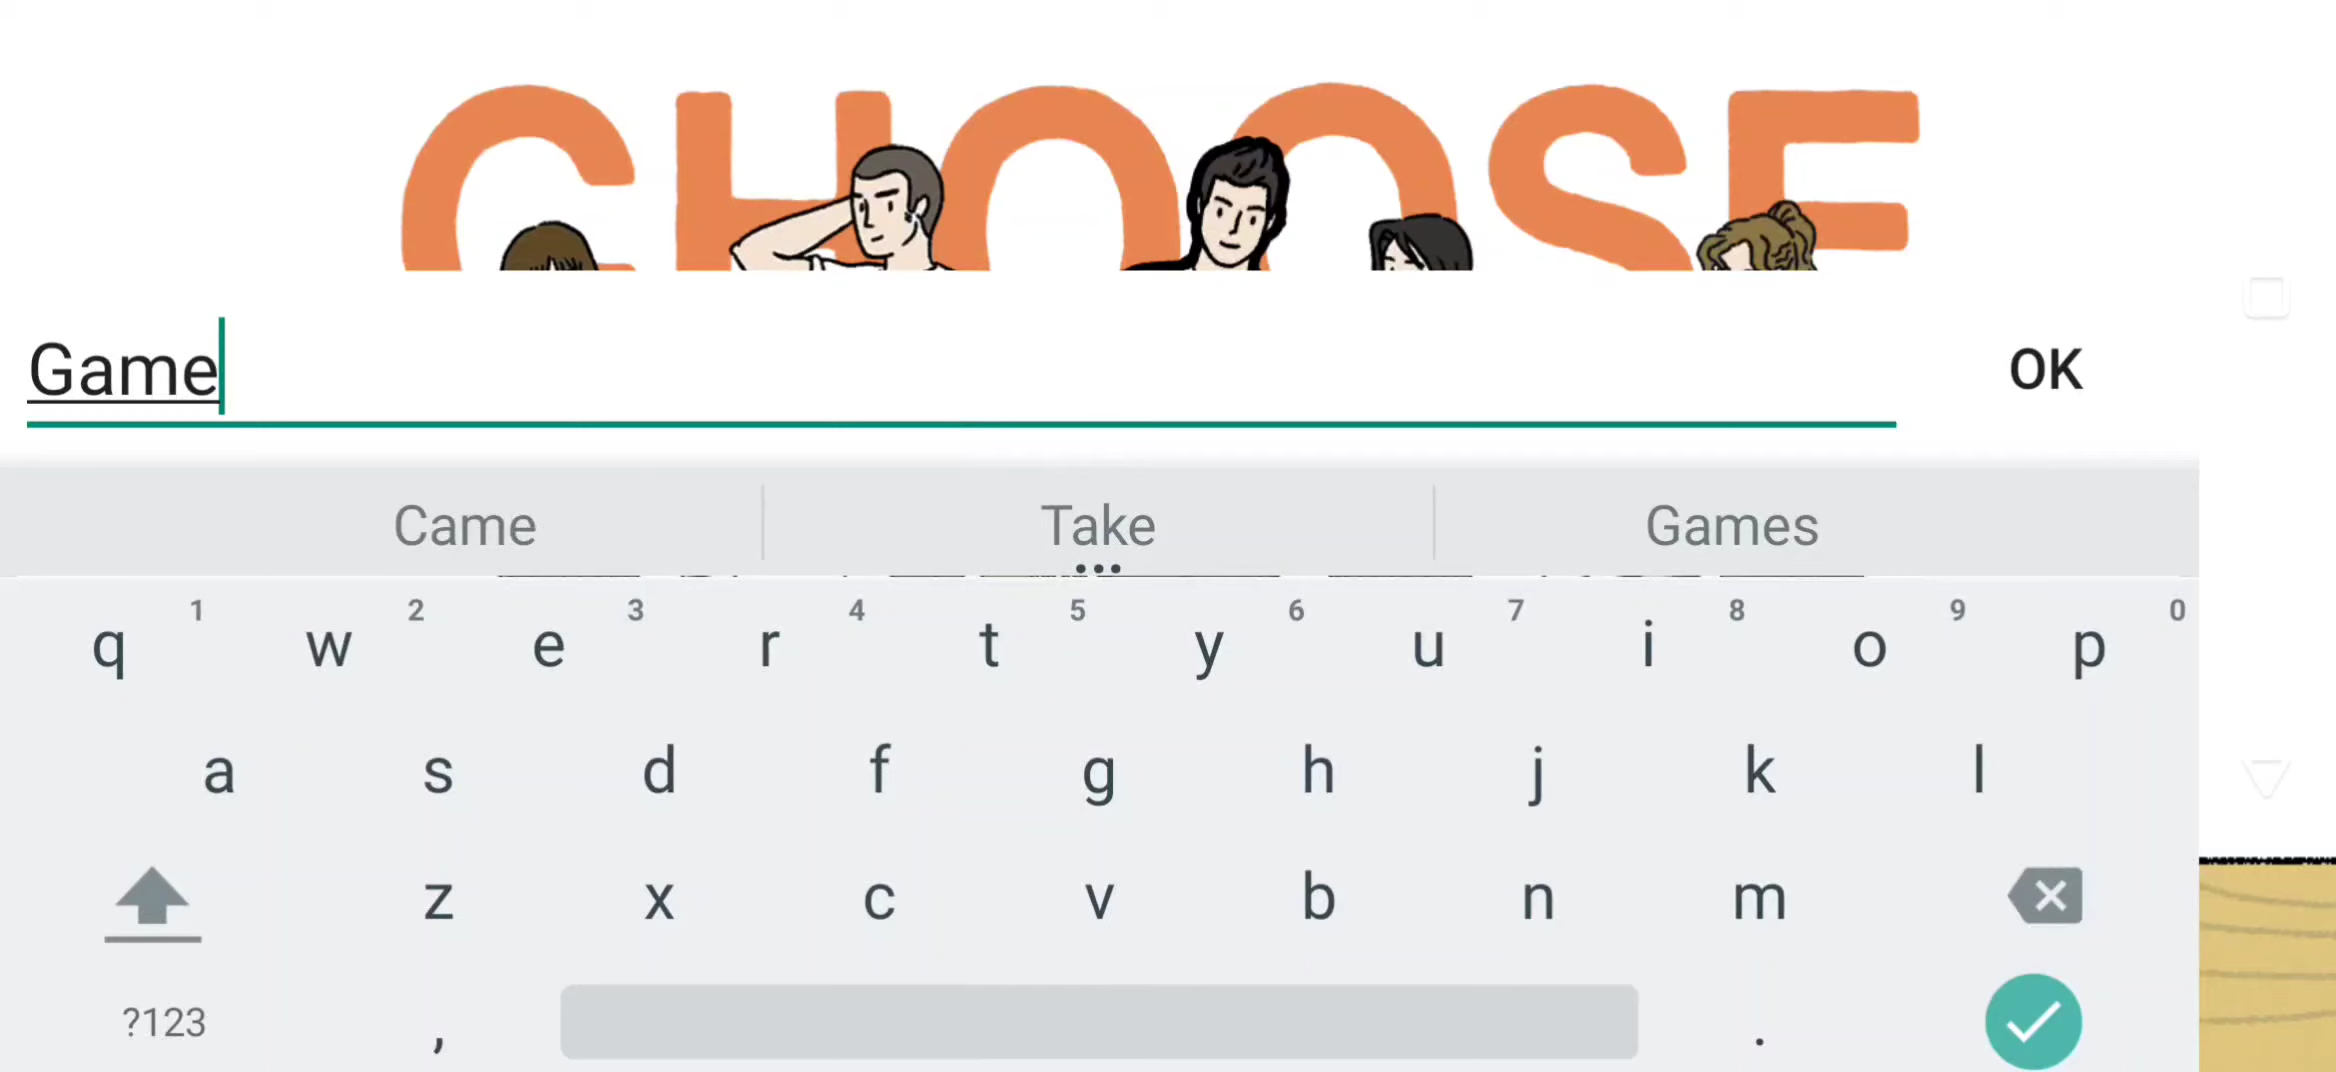 CHOOSE
Game
OK
Came Take Games
1 2 3 4 5 6 7 8 9 0
q w e r t y u i o p
a s d f g h j k l
z x c v b n m
?123 , .